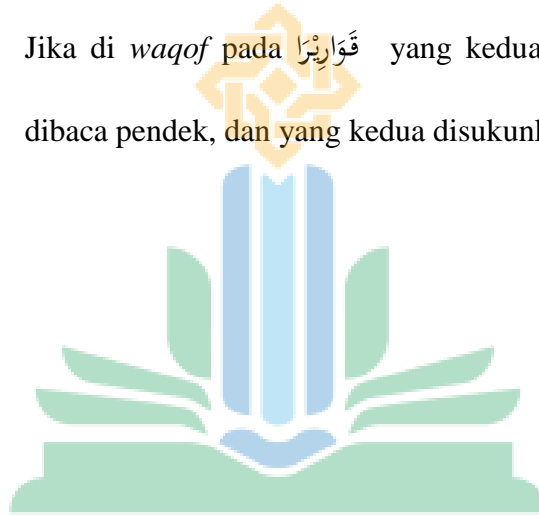 Jika di waqof pada قَوَارِيْرَا yang kedua
dibaca pendek, dan yang kedua disukunk